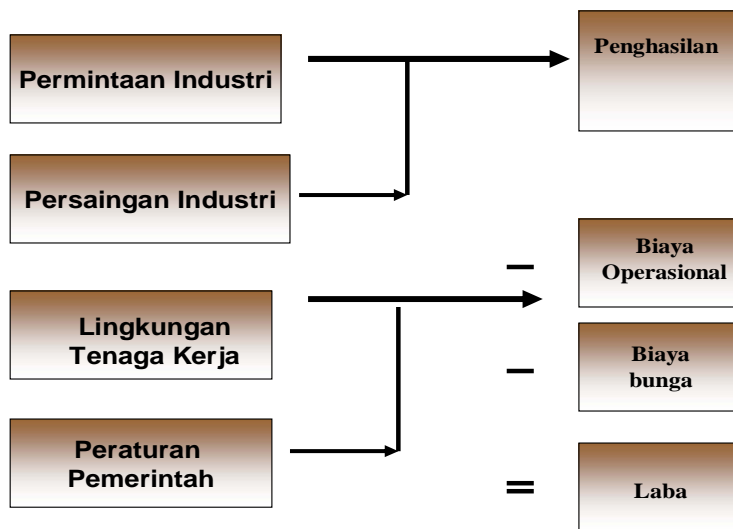 Permintaan Industri
Persaingan Industri
Lingkungan
Tenaga Kerja
Peraturan
Pemerintah
Penghasilan
–
Biaya
Operasional
–
Biaya
bunga
=
Laba